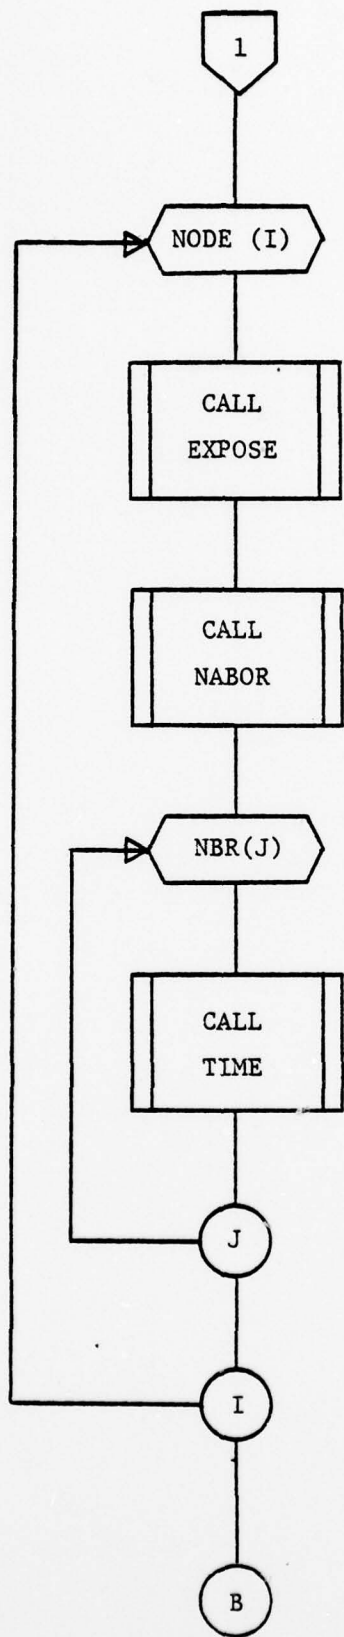 1
NODE (I)
CALL
EXPOSE
CALL
NABOR
NBR(J)
CALL
TIME
J
I
B